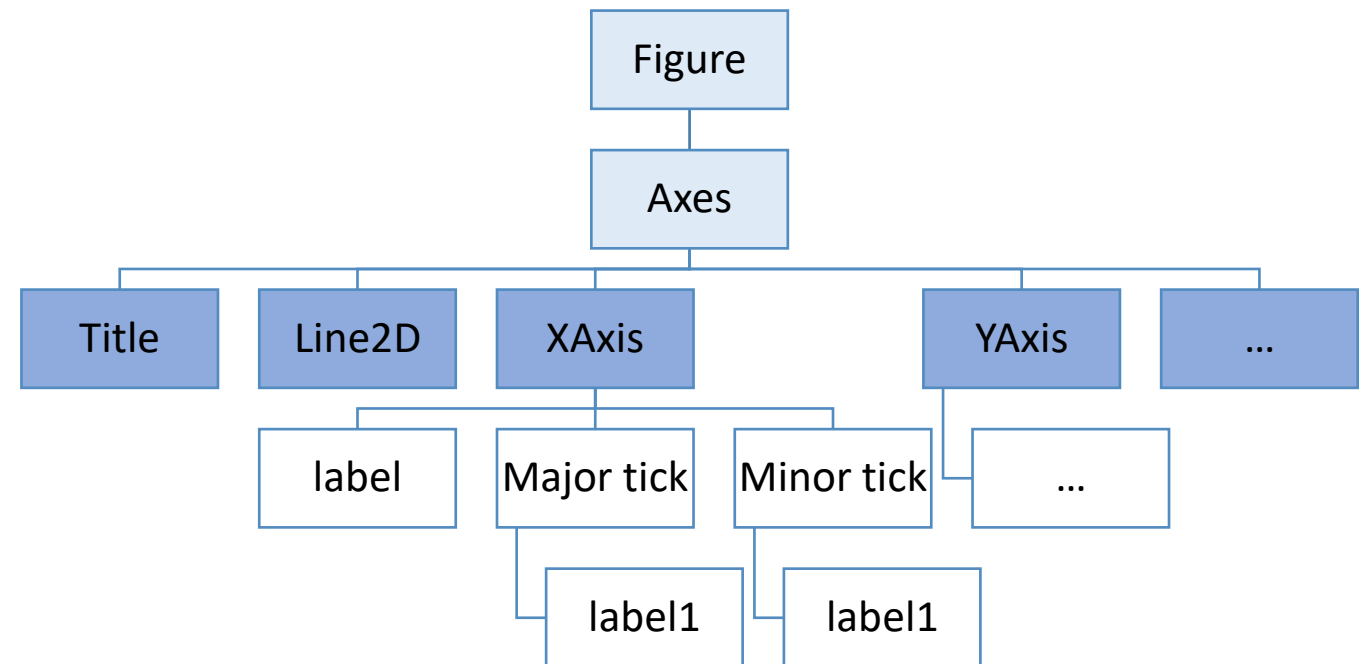 Figure
Axes
Title
Line2D
XAxis
YAxis
…
label
Major tick
Minor tick
…
label1
label1